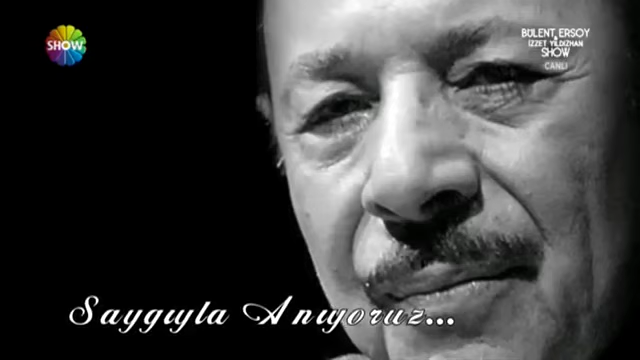 SHOW
BÜLENT ERSOY
&
İZZET YILDIZHAN
SHOW
CANLI
Saygıyla Anıyoruz...